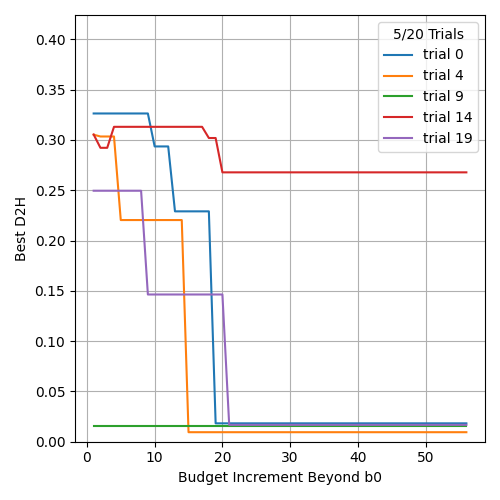 5/20 Trials
trial 0
trial 4
trial 9
trial 14
trial 19
Best D2H
0.40
0.35
0.30
0.25
0.20
0.15
0.10
0.05
0.00
0 10 20 30 40 50
Budget Increment Beyond b0